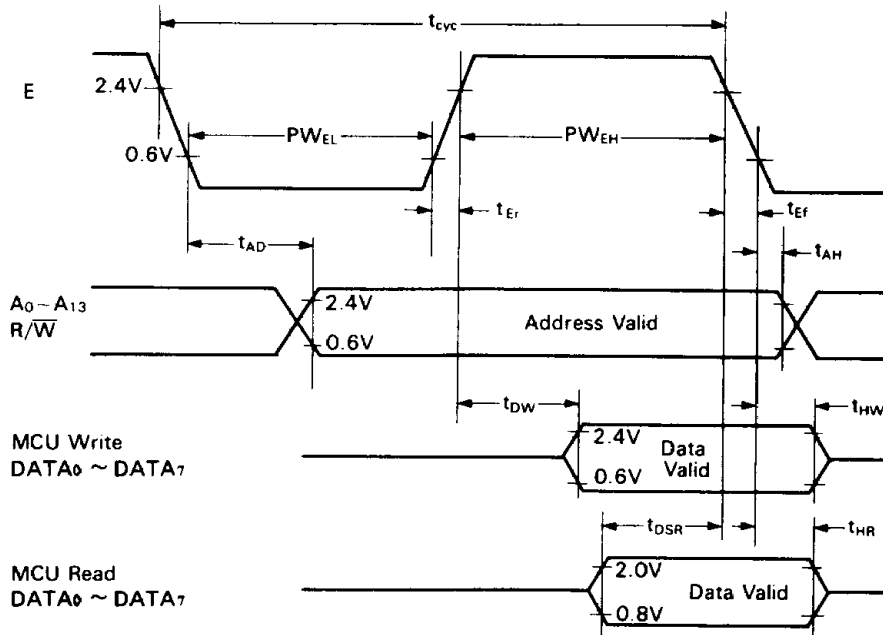 tcyc
E
2.4V
PWEL
PWEH
0.6V
tEr
tEf
tAD
tAH
A0~A13
R/W̅
2.4V
Address Valid
0.6V
tDW
tHW
MCU Write
DATA0 ~ DATA7
2.4V
Data
Valid
0.6V
tDSR
tHR
MCU Read
DATA0 ~ DATA7
2.0V
Data Valid
0.8V